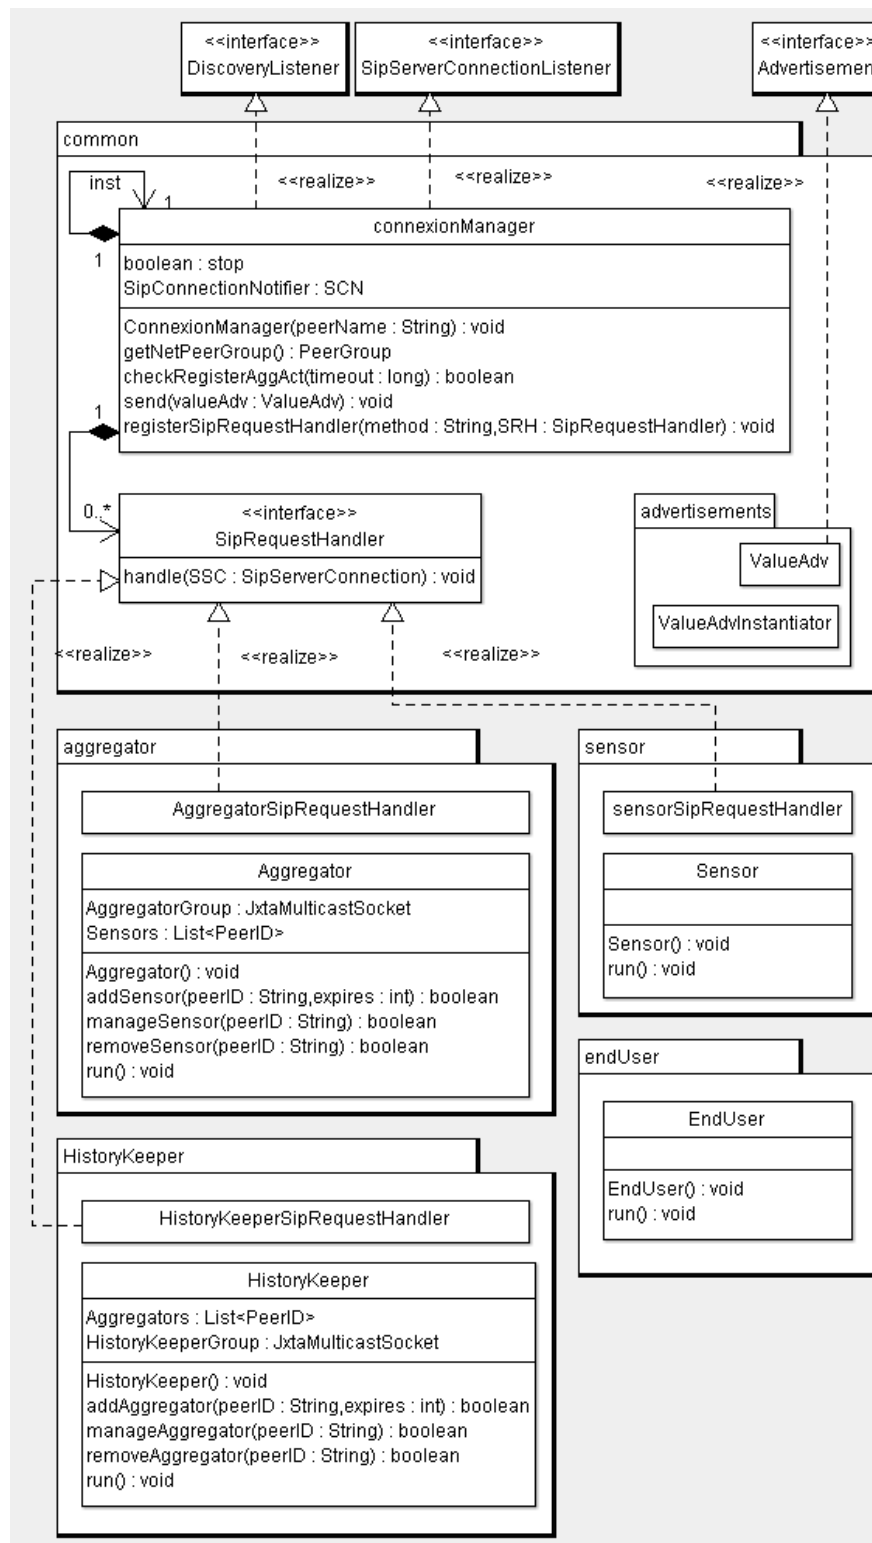 <<interface>>
DiscoveryListener
<<interface>>
SipServerConnectionListener
<<interface>>
Advertisemen
common
inst
1
<<realize>>
<<realize>>
<<realize>>
connexionManager
1
boolean : stop
SipConnectionNotifier : SCN
ConnexionManager(peerName : String) : void
getNetPeerGroup() : PeerGroup
checkRegisterAggAct(timeout : long) : boolean
send(valueAdv : ValueAdv) : void
registerSipRequestHandler(method : String,SRH : SipRequestHandler) : void
1
0..*
<<interface>>
SipRequestHandler
handle(SSC : SipServerConnection) : void
advertisements
ValueAdv
ValueAdvInstantiator
<<realize>>
<<realize>>
<<realize>>
aggregator
AggregatorSipRequestHandler
Aggregator
AggregatorGroup : JxtaMulticastSocket
Sensors : List<PeerID>
Aggregator() : void
addSensor(peerID : String,expires : int) : boolean
manageSensor(peerID : String) : boolean
removeSensor(peerID : String) : boolean
run() : void
sensor
sensorSipRequestHandler
Sensor
Sensor() : void
run() : void
endUser
EndUser
EndUser() : void
run() : void
HistoryKeeper
HistoryKeeperSipRequestHandler
HistoryKeeper
Aggregators : List<PeerID>
HistoryKeeperGroup : JxtaMulticastSocket
HistoryKeeper() : void
addAggregator(peerID : String,expires : int) : boolean
manageAggregator(peerID : String) : boolean
removeAggregator(peerID : String) : boolean
run() : void